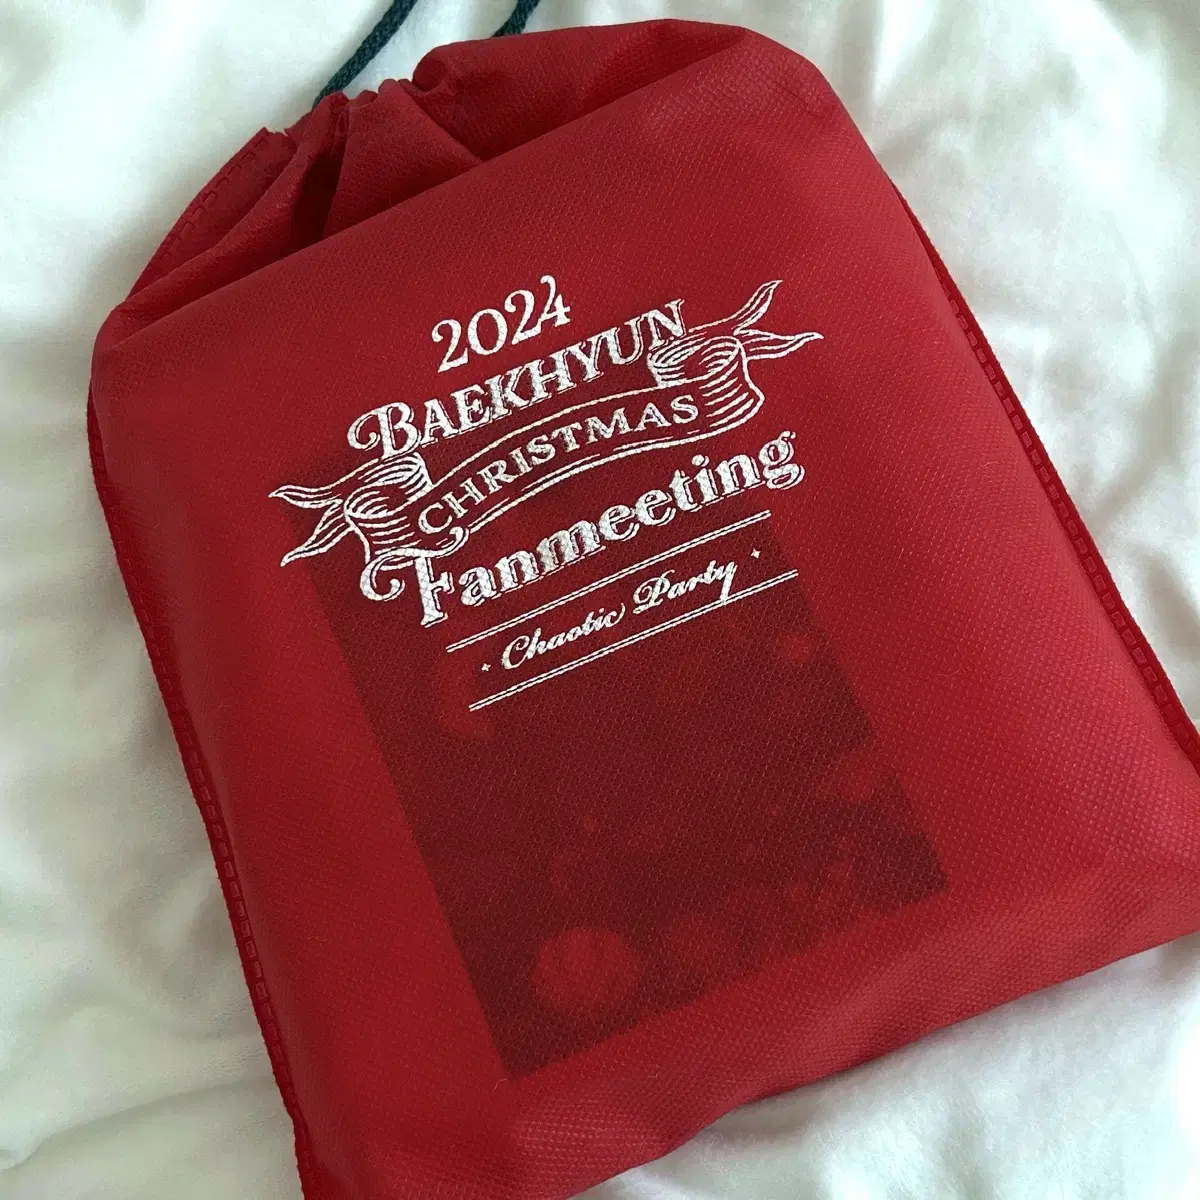 2024
BAEKHYUN
CHRISTMAS
Fanmeeting
Chaotic Party